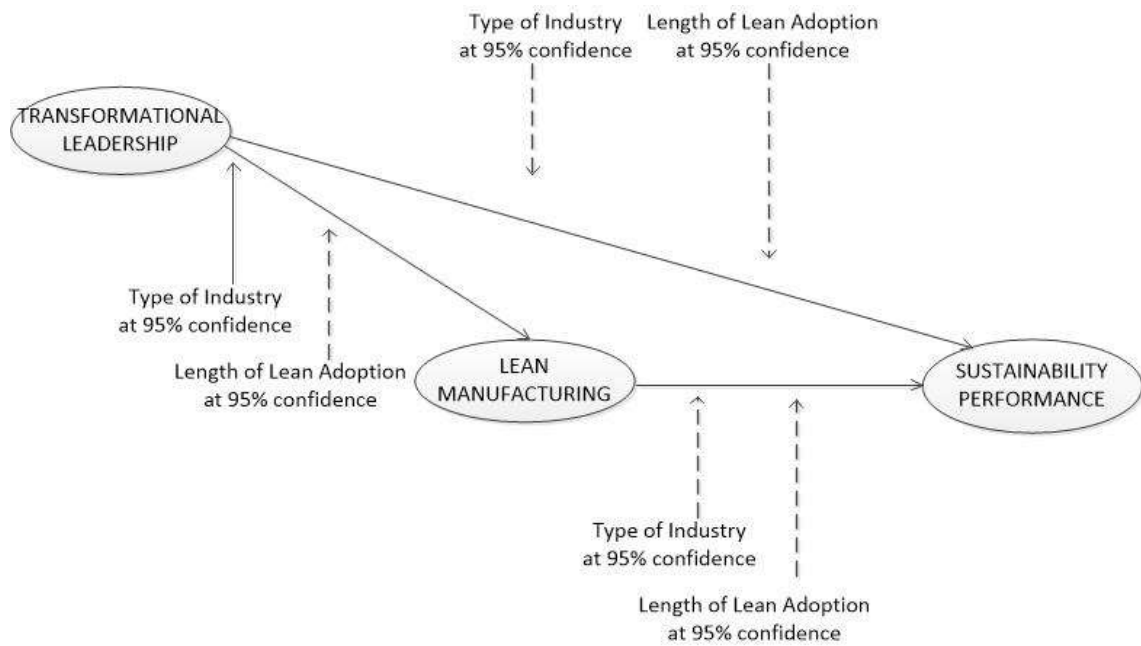 Type of Industry
at 95% confidence
Length of Lean Adoption
at 95% confidence
TRANSFORMATIONAL
LEADERSHIP
Type of Industry
at 95% confidence
Length of Lean Adoption
at 95% confidence
LEAN
MANUFACTURING
SUSTAINABILITY
PERFORMANCE
Type of Industry
at 95% confidence
Length of Lean Adoption
at 95% confidence